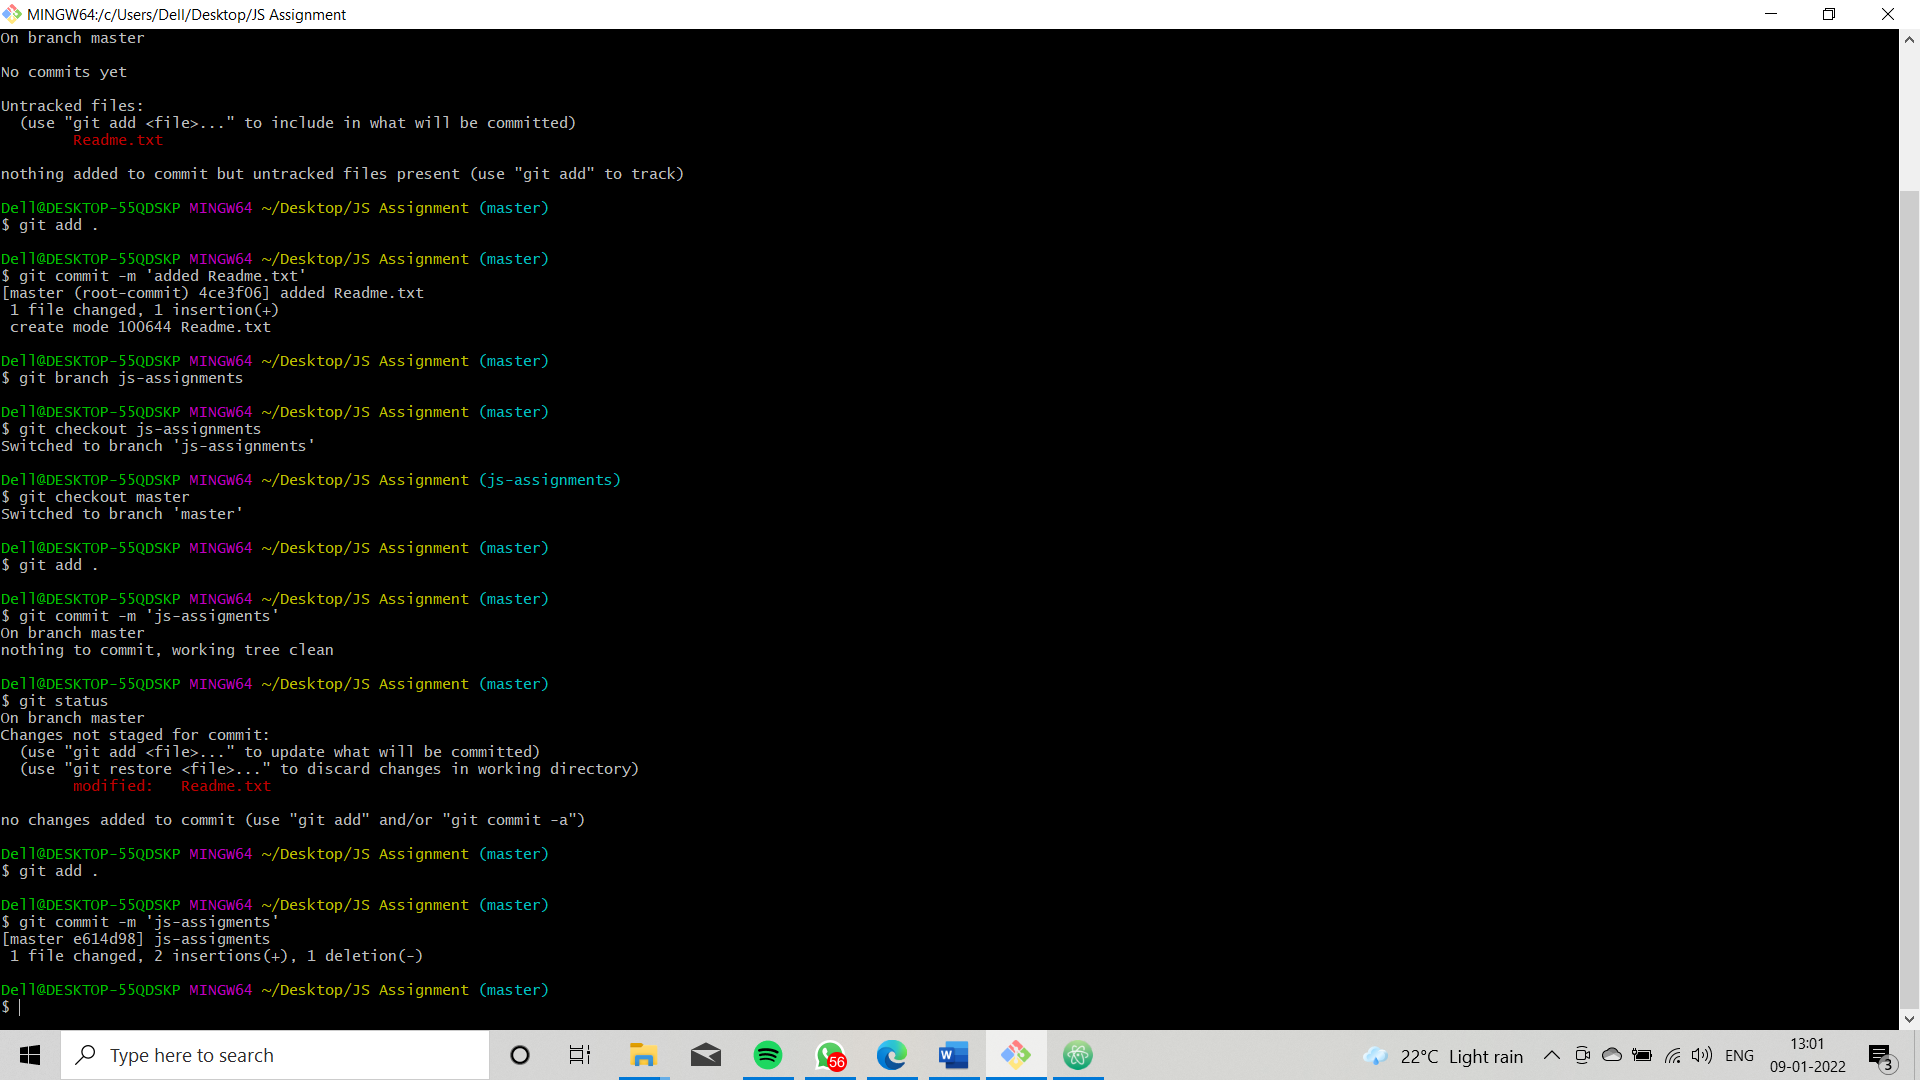 MINGW64:/c/Users/Dell/Desktop/JS Assignment
On branch master
No commits yet
Untracked files:
  (use "git add <file>..." to include in what will be committed)
        Readme.txt
nothing added to commit but untracked files present (use "git add" to track)
Dell@DESKTOP-55QDSKP MINGW64 ~/Desktop/JS Assignment (master)
$ git add .
Dell@DESKTOP-55QDSKP MINGW64 ~/Desktop/JS Assignment (master)
$ git commit -m 'added Readme.txt'
[master (root-commit) 4ce3f06] added Readme.txt
 1 file changed, 1 insertion(+)
 create mode 100644 Readme.txt
Dell@DESKTOP-55QDSKP MINGW64 ~/Desktop/JS Assignment (master)
$ git branch js-assignments
Dell@DESKTOP-55QDSKP MINGW64 ~/Desktop/JS Assignment (master)
$ git checkout js-assignments
Switched to branch 'js-assignments'
Dell@DESKTOP-55QDSKP MINGW64 ~/Desktop/JS Assignment (js-assignments)
$ git checkout master
Switched to branch 'master'
Dell@DESKTOP-55QDSKP MINGW64 ~/Desktop/JS Assignment (master)
$ git add .
Dell@DESKTOP-55QDSKP MINGW64 ~/Desktop/JS Assignment (master)
$ git commit -m 'js-assigments'
On branch master
nothing to commit, working tree clean
Dell@DESKTOP-55QDSKP MINGW64 ~/Desktop/JS Assignment (master)
$ git status
On branch master
Changes not staged for commit:
  (use "git add <file>..." to update what will be committed)
  (use "git restore <file>..." to discard changes in working directory)
        modified:   Readme.txt
no changes added to commit (use "git add" and/or "git commit -a")
Dell@DESKTOP-55QDSKP MINGW64 ~/Desktop/JS Assignment (master)
$ git add .
Dell@DESKTOP-55QDSKP MINGW64 ~/Desktop/JS Assignment (master)
$ git commit -m 'js-assigments'
[master e614d98] js-assigments
 1 file changed, 2 insertions(+), 1 deletion(-)
Dell@DESKTOP-55QDSKP MINGW64 ~/Desktop/JS Assignment (master)
$
Type here to search
56
W
22°C Light rain
ENG
13:01
09-01-2022
3